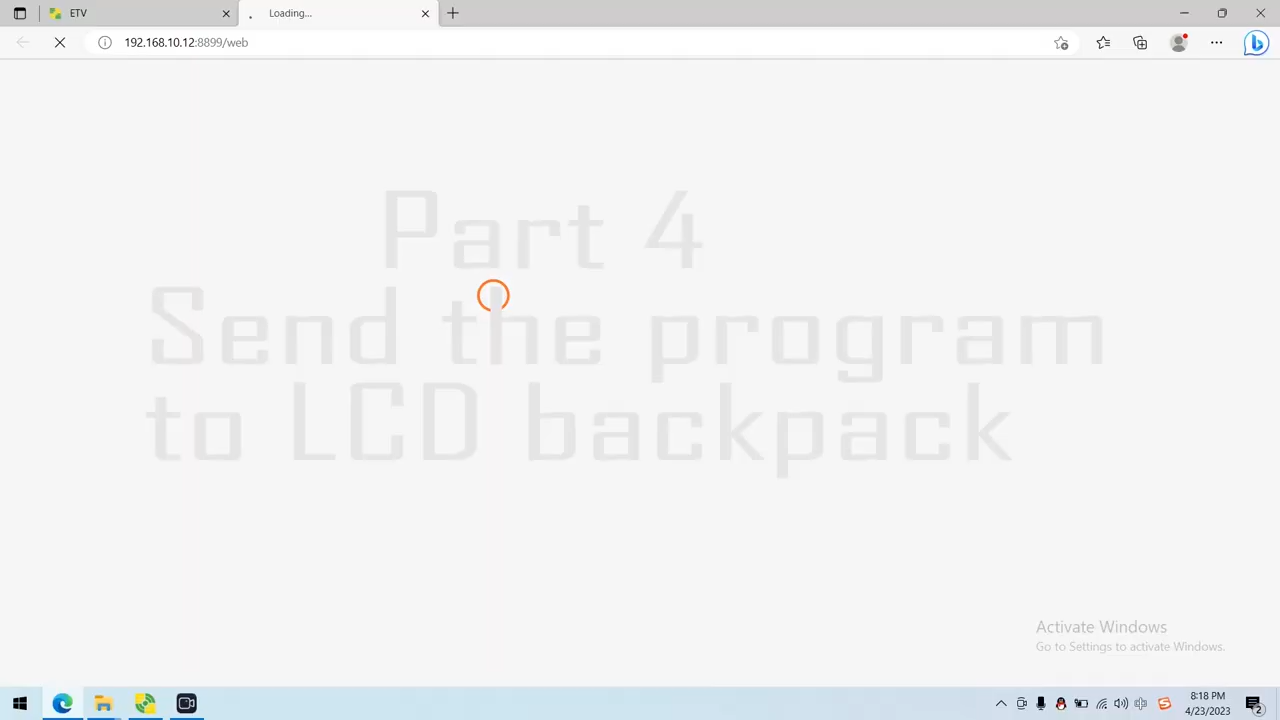 ETV
Loading...
192.168.10.12:8899/web
Part 4
Send the program
to LCD backpack
Activate Windows
Go to Settings to activate Windows.
8:18 PM
4/23/2023
2